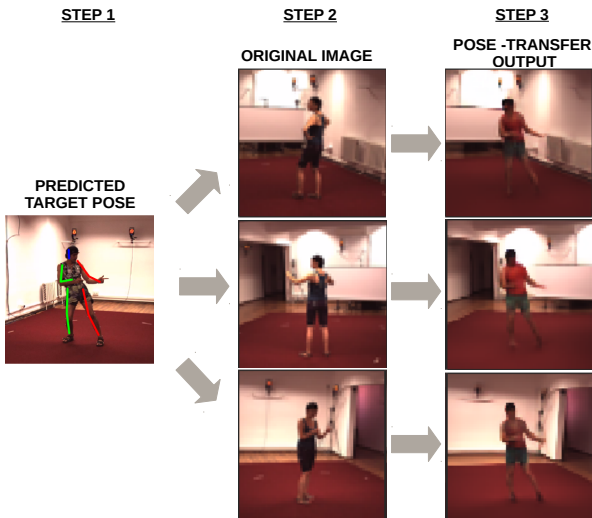 STEP 1
STEP 2
STEP 3
ORIGINAL IMAGE
POSE -TRANSFER
OUTPUT
PREDICTED
TARGET POSE